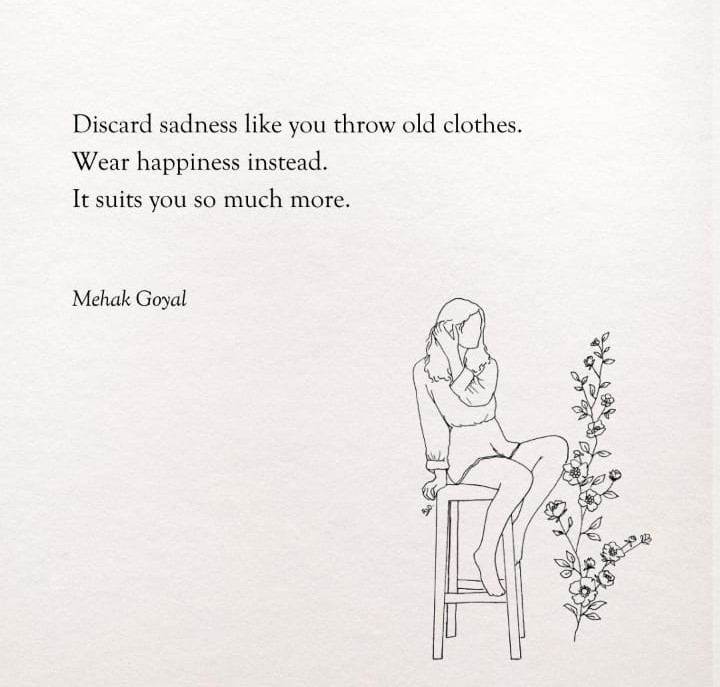 Discard sadness like you throw old clothes.
Wear happiness instead.
It suits you so much more.
Mehak Goyal